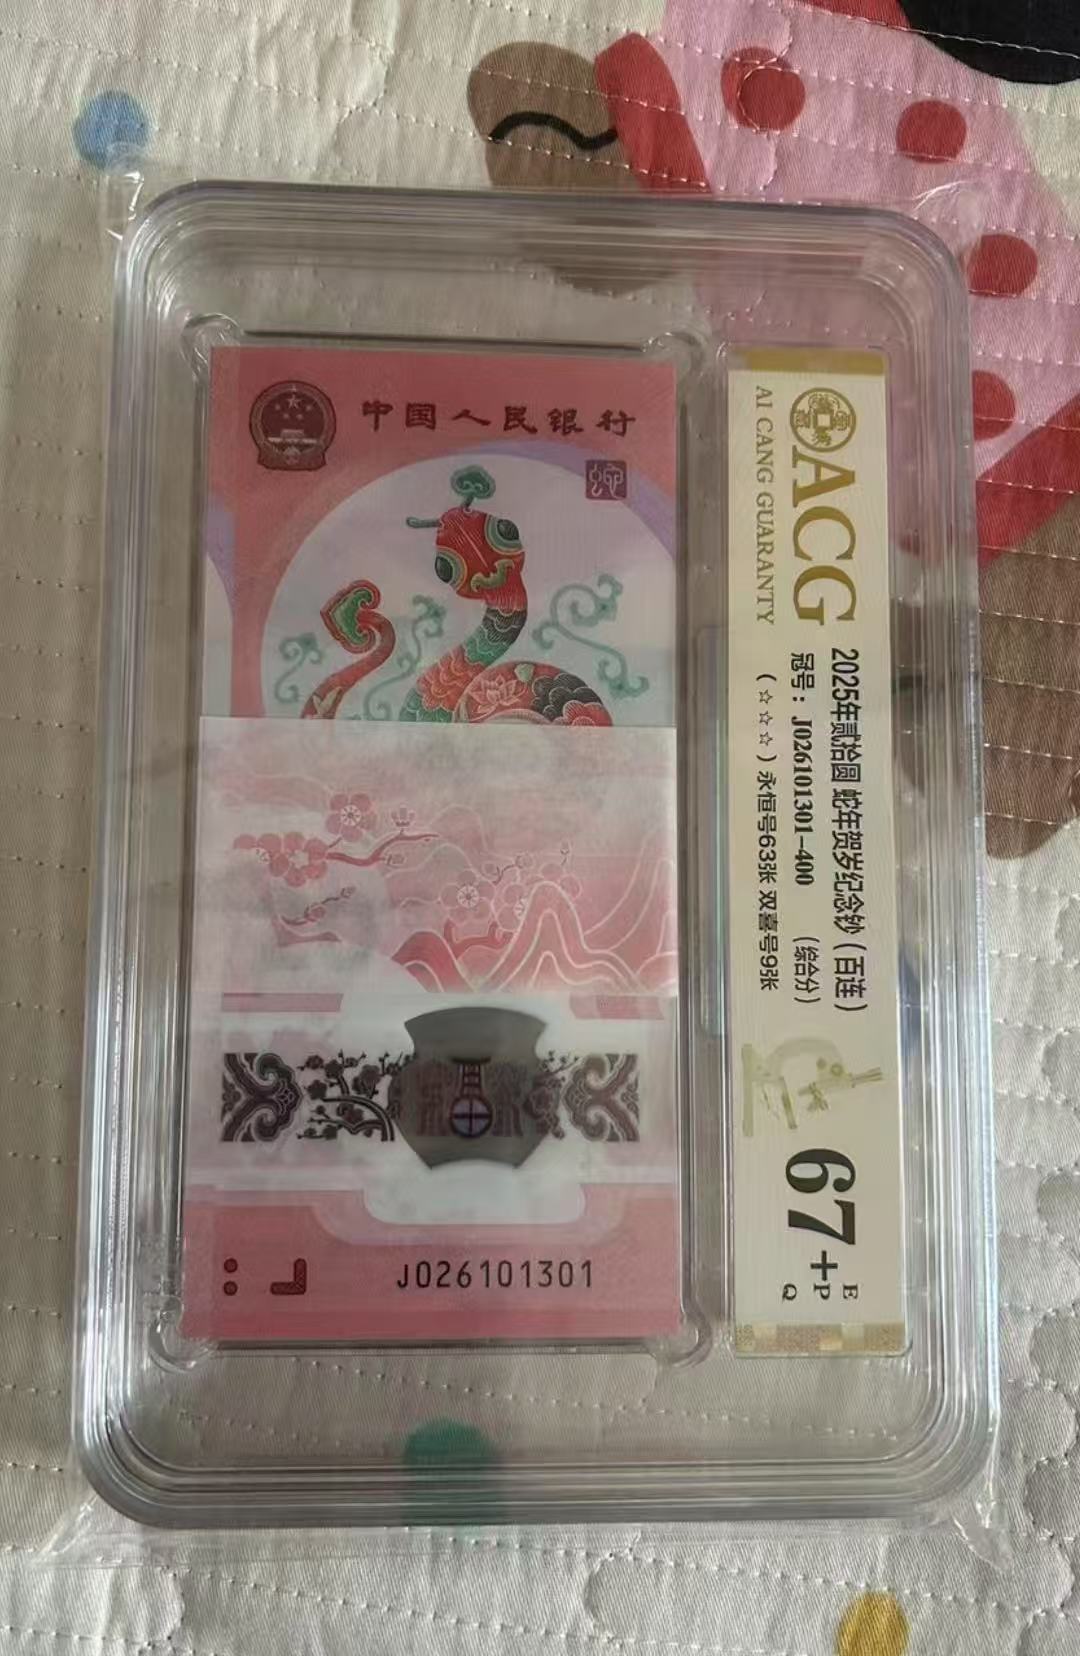 中国人民银行
蛇
J026101301
ACG
AI CANG GUARANTY
2025年贰拾圆 蛇年贺岁纪念钞（百连）
冠号：J026101301-400 （综合分）
（☆☆☆）永恒号63张 双喜号9张
67+
E
P
Q